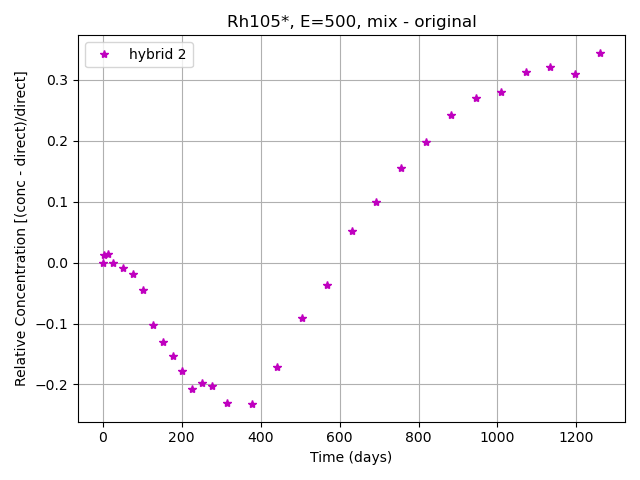 Rh105*, E=500, mix - original
hybrid 2
Relative Concentration [(conc - direct)/direct]
0.3
0.2
0.1
0.0
−0.1
−0.2
0 200 400 600 800 1000 1200
Time (days)